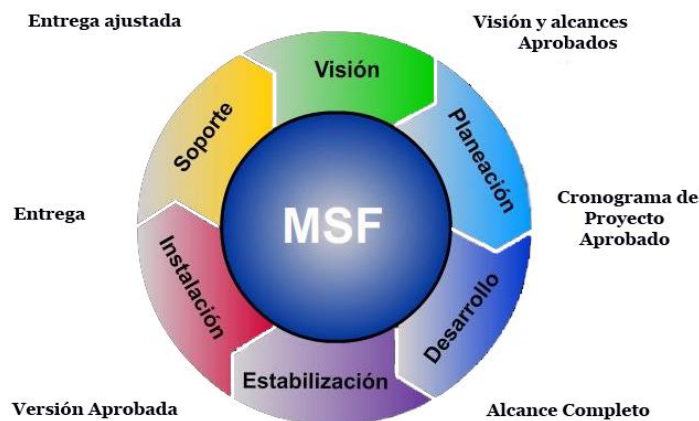 Entrega ajustada
Visión y alcances
Aprobados
Visión
Soporte
Planeación
MSF
Entrega
Cronograma de
Proyecto
Aprobado
Instalación
Desarrollo
Estabilización
Versión Aprobada
Alcance Completo